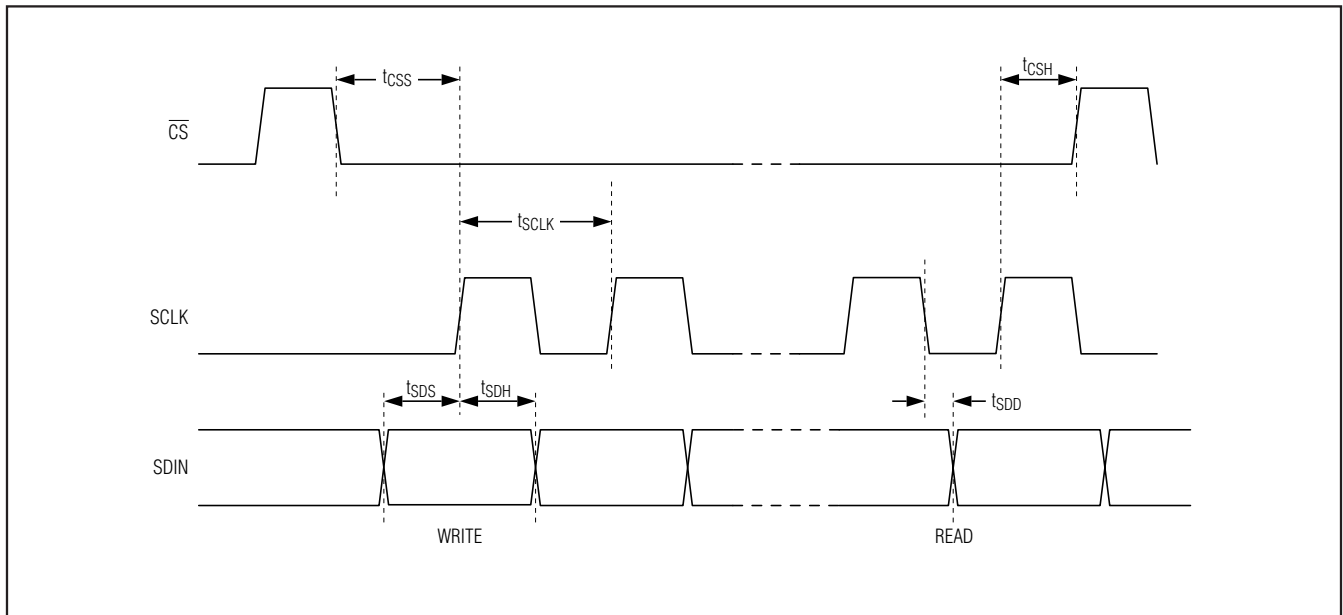 tCSS
tCSH
CS
tSCLK
SCLK
tSDS
tSDH
tSDD
SDIN
WRITE
READ